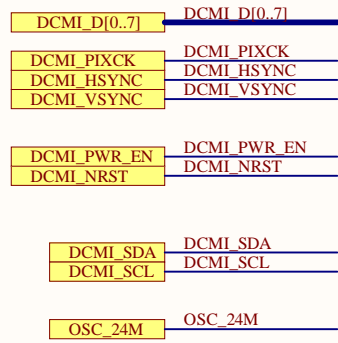 DCMI_D[0..7] DCMI_D[0..7]
DCMI_PIXCK DCMI_PIXCK
DCMI_HSYNC DCMI_HSYNC
DCMI_VSYNC DCMI_VSYNC
DCMI_PWR_EN DCMI_PWR_EN
DCMI_NRST DCMI_NRST
DCMI_SDA DCMI_SDA
DCMI_SCL DCMI_SCL
OSC_24M OSC_24M